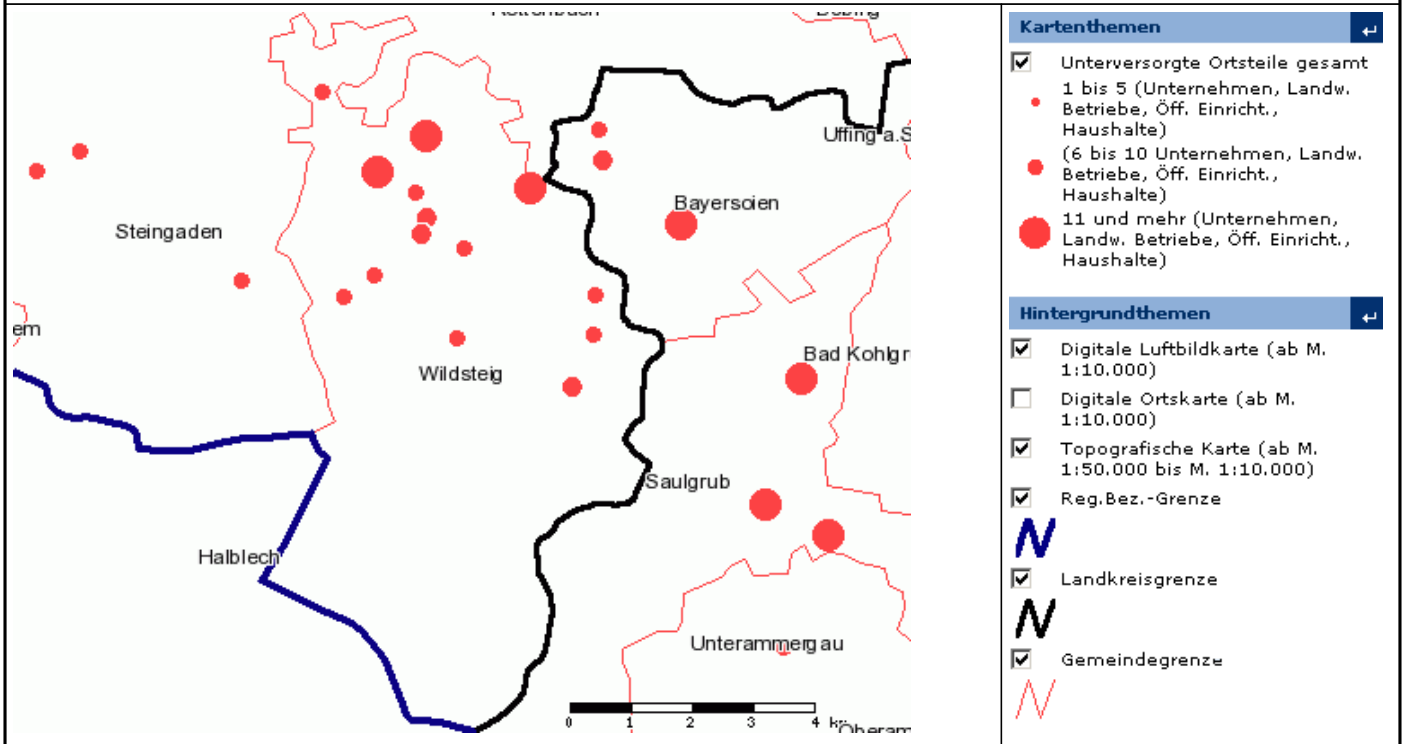 Uffing a.S
Bayersoien
Steingaden
em
Bad Kohlgr
Wildsteig
Saulgrub
Halblech
Unterammergau
0 1 2 3 4
Oberam
Kartenthemen
Unterversorgte Ortsteile gesamt
1 bis 5 (Unternehmen, Landw.
Betriebe, Öff. Einricht.,
Haushalte)
(6 bis 10 Unternehmen, Landw.
Betriebe, Öff. Einricht.,
Haushalte)
11 und mehr (Unternehmen,
Landw. Betriebe, Öff. Einricht.,
Haushalte)
Hintergrundthemen
Digitale Luftbildkarte (ab M.
1:10.000)
Digitale Ortskarte (ab M.
1:10.000)
Topografische Karte (ab M.
1:50.000 bis M. 1:10.000)
Reg.Bez.-Grenze
Landkreisgrenze
Gemeindegrenze